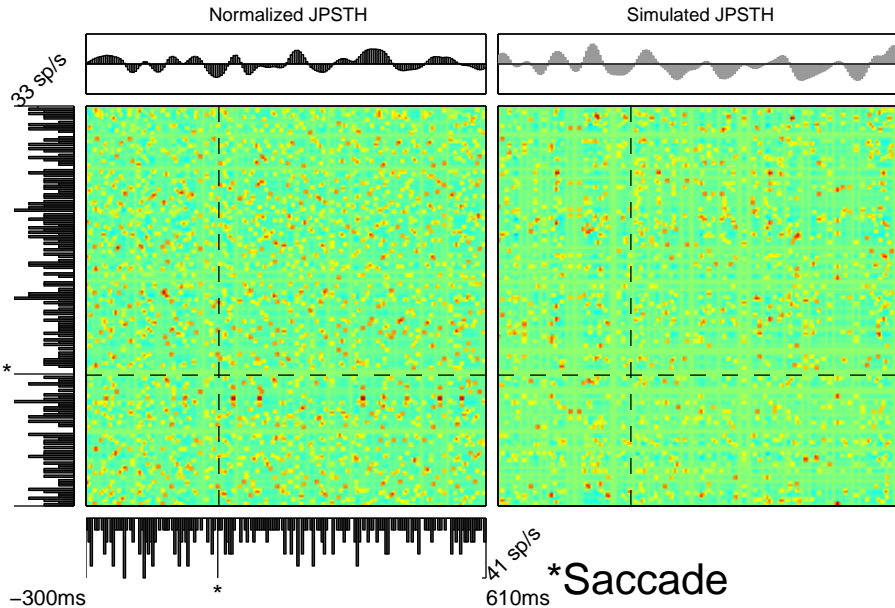 Normalized JPSTH
Simulated JPSTH
33 sp/s
*
*
41 sp/s
*Saccade
−300ms
610ms